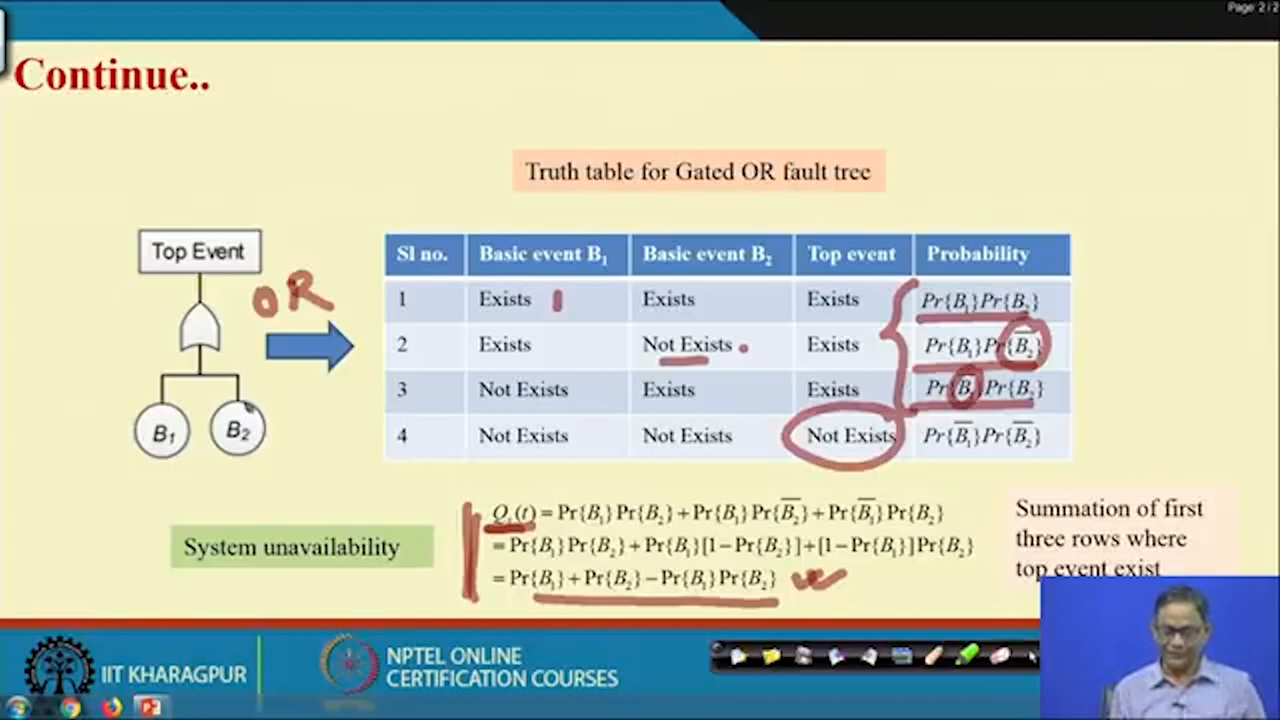 Page: 2 / 2
Continue..
Truth table for Gated OR fault tree
Top Event
OR
B₁
B₂
Sl no. Basic event B₁ Basic event B₂ Top event Probability
1 Exists Exists Exists Pr{B₁}Pr{B₂}
2 Exists Not Exists Exists Pr{B₁}Pr{B̅₂}
3 Not Exists Exists Exists Pr{B̅₁}Pr{B₂}
4 Not Exists Not Exists Not Exists Pr{B̅₁}Pr{B̅₂}
System unavailability
Qₛ(t) = Pr{B₁} Pr{B₂} + Pr{B₁} Pr{B̅₂} + Pr{B̅₁} Pr{B₂}
= Pr{B₁} Pr{B₂} + Pr{B₁}[1 − Pr{B₂}] + [1 − Pr{B₁}] Pr{B₂}
= Pr{B₁} + Pr{B₂} − Pr{B₁} Pr{B₂}
Summation of first
three rows where
top event exist
IIT KHARAGPUR
NPTEL ONLINE
CERTIFICATION COURSES